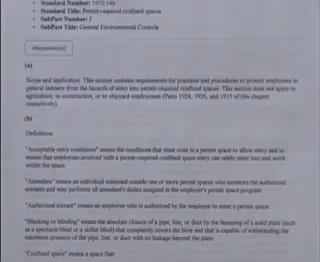 • Standard Number: 1910.146
• Standard Title: Permit-required confined spaces
• SubPart Number: J
• SubPart Title: General Environmental Controls
Interpretation(s)
(a)
Scope and application. This section contains requirements for practices and procedures to protect employees in
general industry from the hazards of entry into permit-required confined spaces. This section does not apply to
agriculture, to construction, or to shipyard employment (Parts 1928, 1926, and 1915 of this chapter,
respectively).
(b)
Definitions.
"Acceptable entry conditions" means the conditions that must exist in a permit space to allow entry and to
ensure that employees involved with a permit-required confined space entry can safely enter into and work
within the space.
"Attendant" means an individual stationed outside one or more permit spaces who monitors the authorized
entrants and who performs all attendant's duties assigned in the employer's permit space program.
"Authorized entrant" means an employee who is authorized by the employer to enter a permit space.
"Blanking or blinding" means the absolute closure of a pipe, line, or duct by the fastening of a solid plate (such
as a spectacle blind or a skillet blind) that completely covers the bore and that is capable of withstanding the
maximum pressure of the pipe, line, or duct with no leakage beyond the plate.
"Confined space" means a space that: